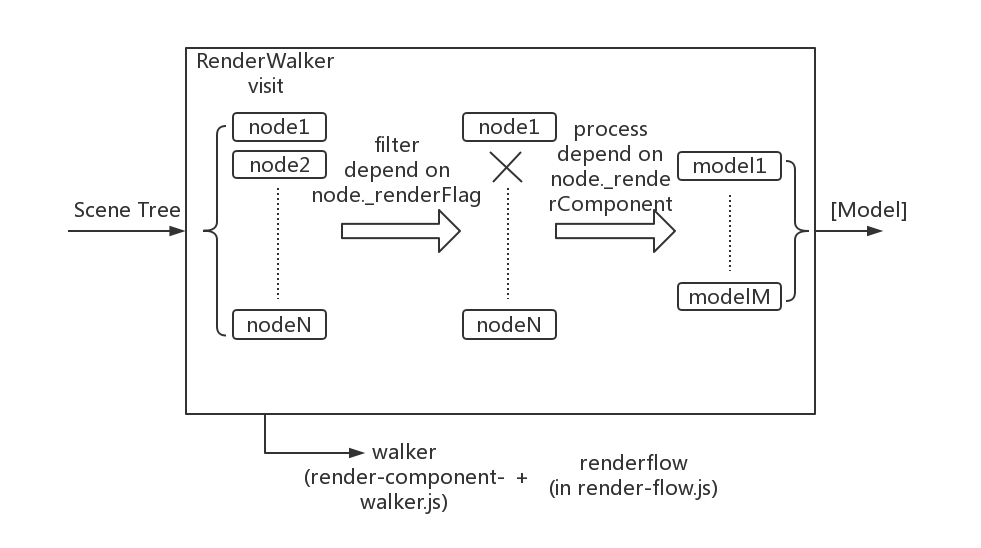 RenderWalker
visit
node1
node2
nodeN
Scene Tree
filter
depend on
node._renderFlag
node1
nodeN
process
depend on
node._rende
rComponent
model1
modelM
[Model]
walker
(render-component-
walker.js)
+
renderflow
(in render-flow.js)